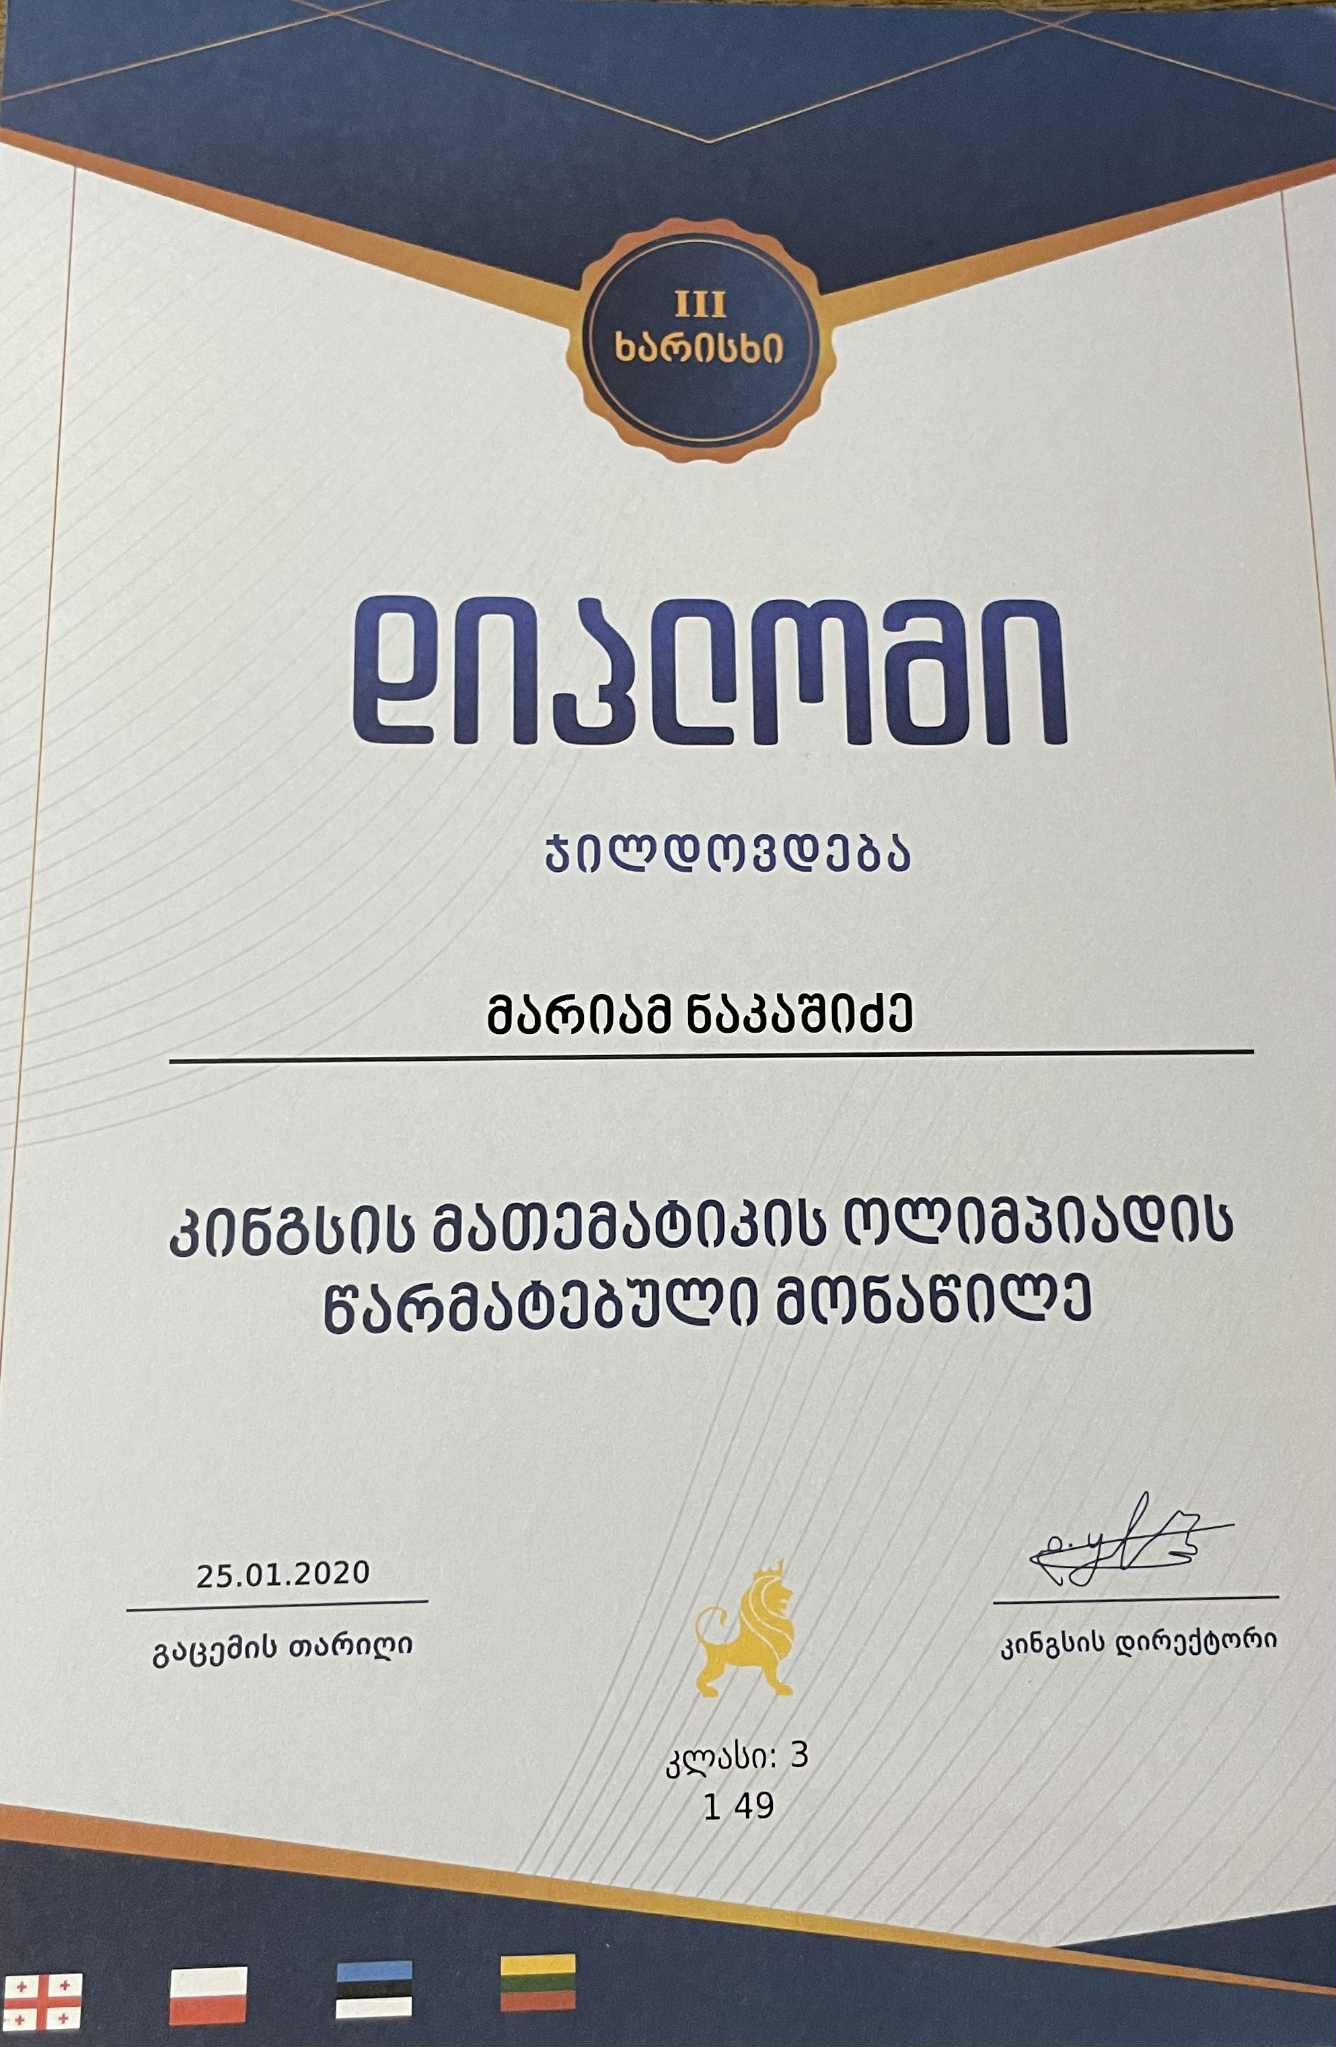 III
ხარისხი
დიპლომი
ჯილდოვდება
მარიამ ნაკაშიძე
კინგსის მათემატიკის ოლიმპიადის
წარმატებული მონაწილე
25.01.2020
გაცემის თარიღი
კინგსის დირექტორი
კლასი: 3
1 49